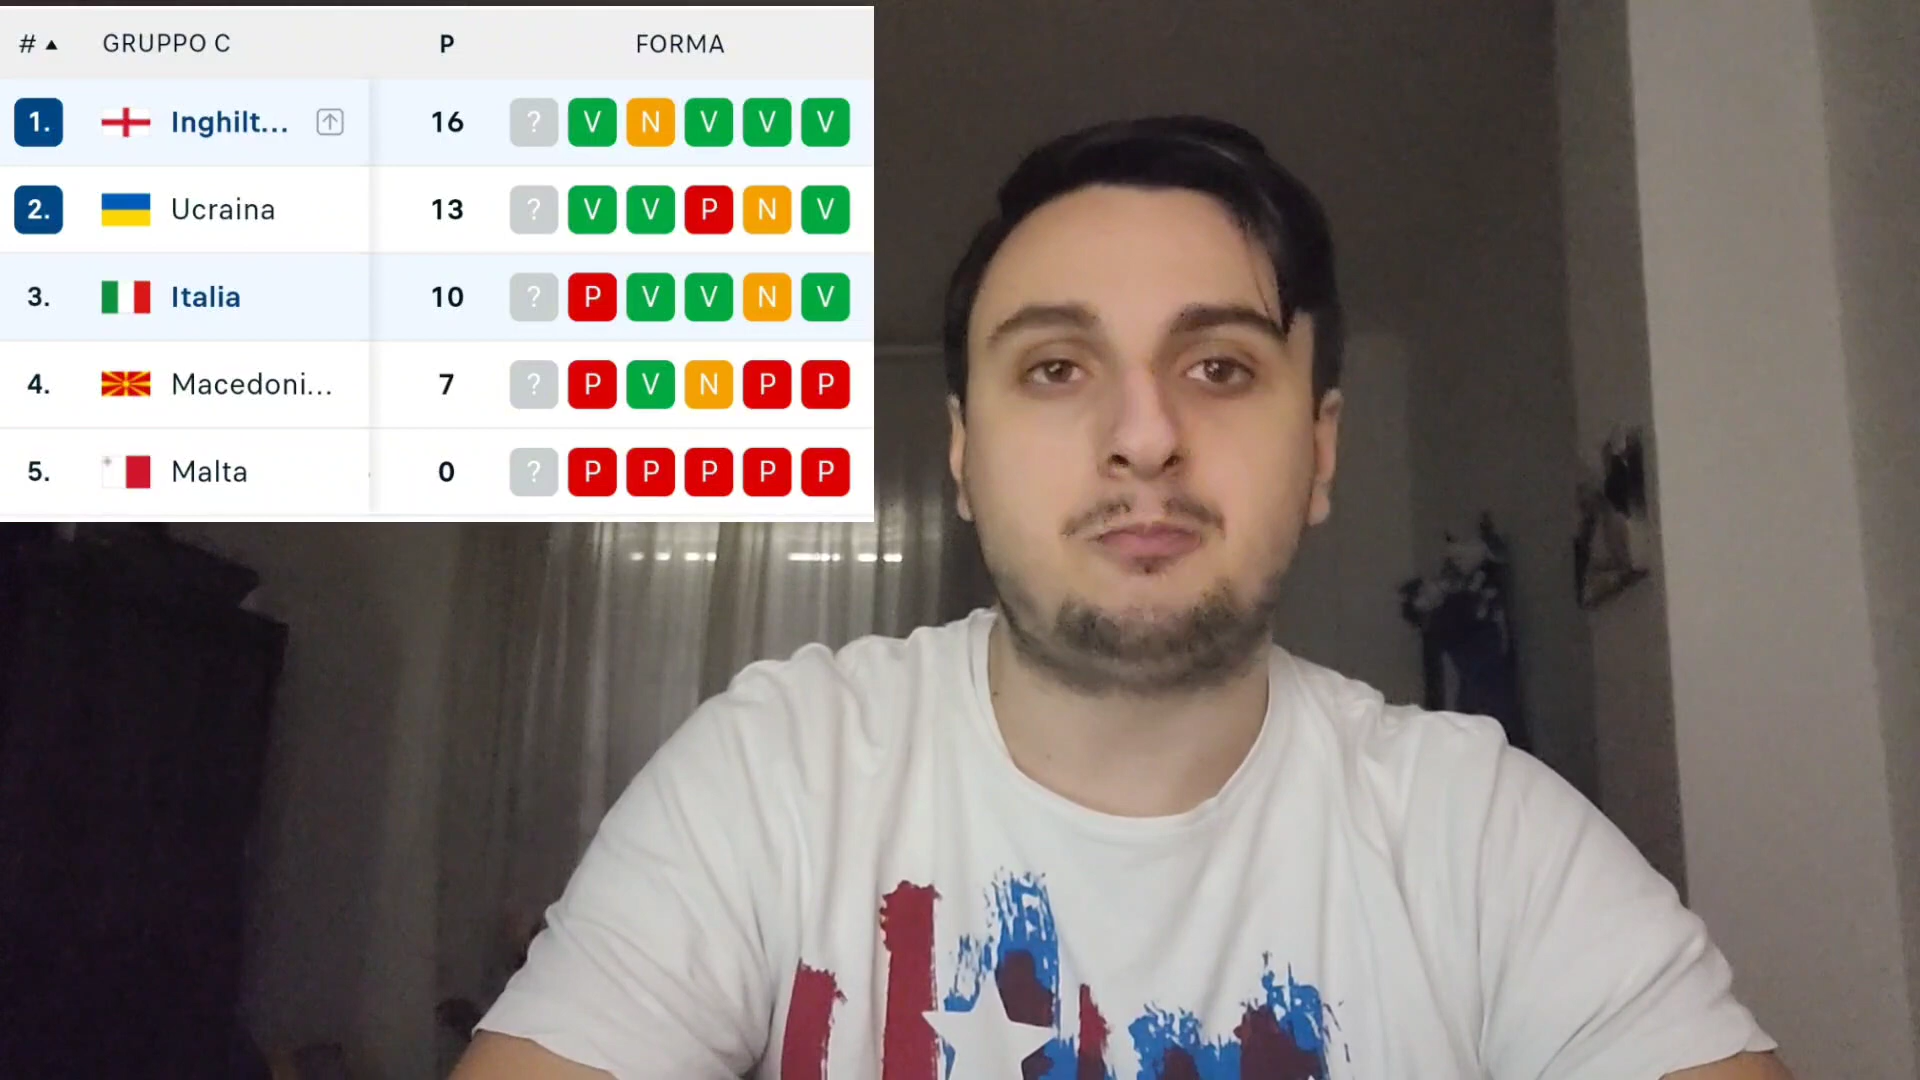 # ▲ GRUPPO C P FORMA
1. Inghilt... 16 ? V N V V V
2. Ucraina 13 ? V V P N V
3. Italia 10 ? P V V N V
4. Macedoni... 7 ? P V N P P
5. Malta 0 ? P P P P P